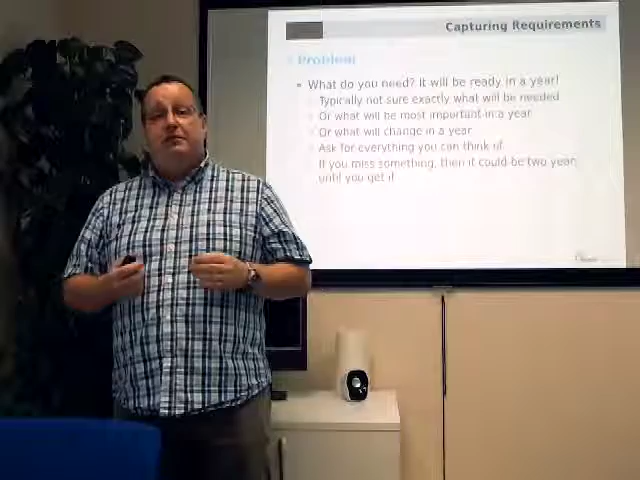 Capturing Requirements
Problem
What do you need? It will be ready in a year!
Typically not sure exactly what will be needed
Or what will be most important in a year
Or what will change in a year
Ask for everything you can think of
If you miss something, then it could be two year
until you get it